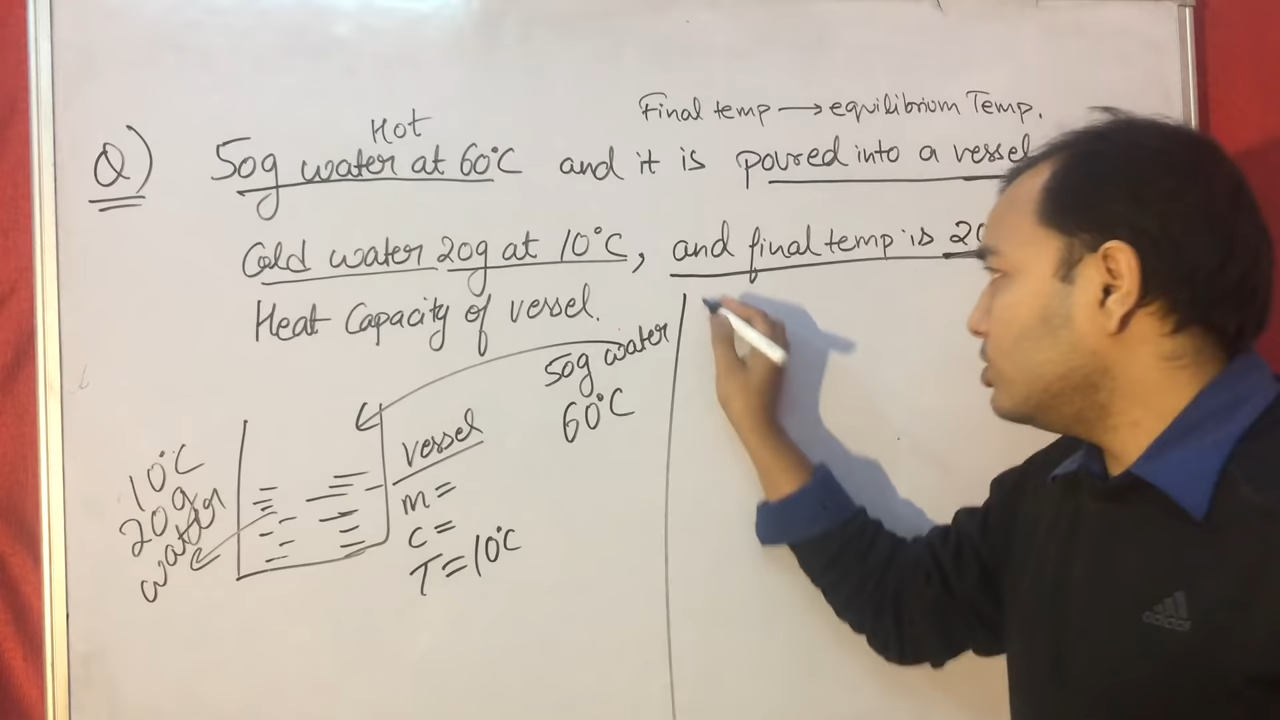 Final temp → equilibrium Temp.
Hot
Q) 50g water at 60°C and it is poured into a vessel
Cold water 20g at 10°C, and final temp is
Heat Capacity of vessel.
50g water
60°C
vessel
m=
c=
T=10°C
10°C
20g
water
adidas